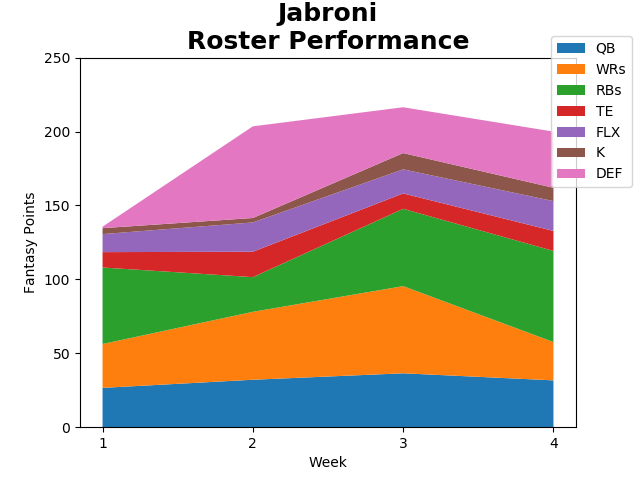 Jabroni
Roster Performance
250
200
150
100
50
0
Fantasy Points
1
2
3
4
Week
QB
WRs
RBs
TE
FLX
K
DEF